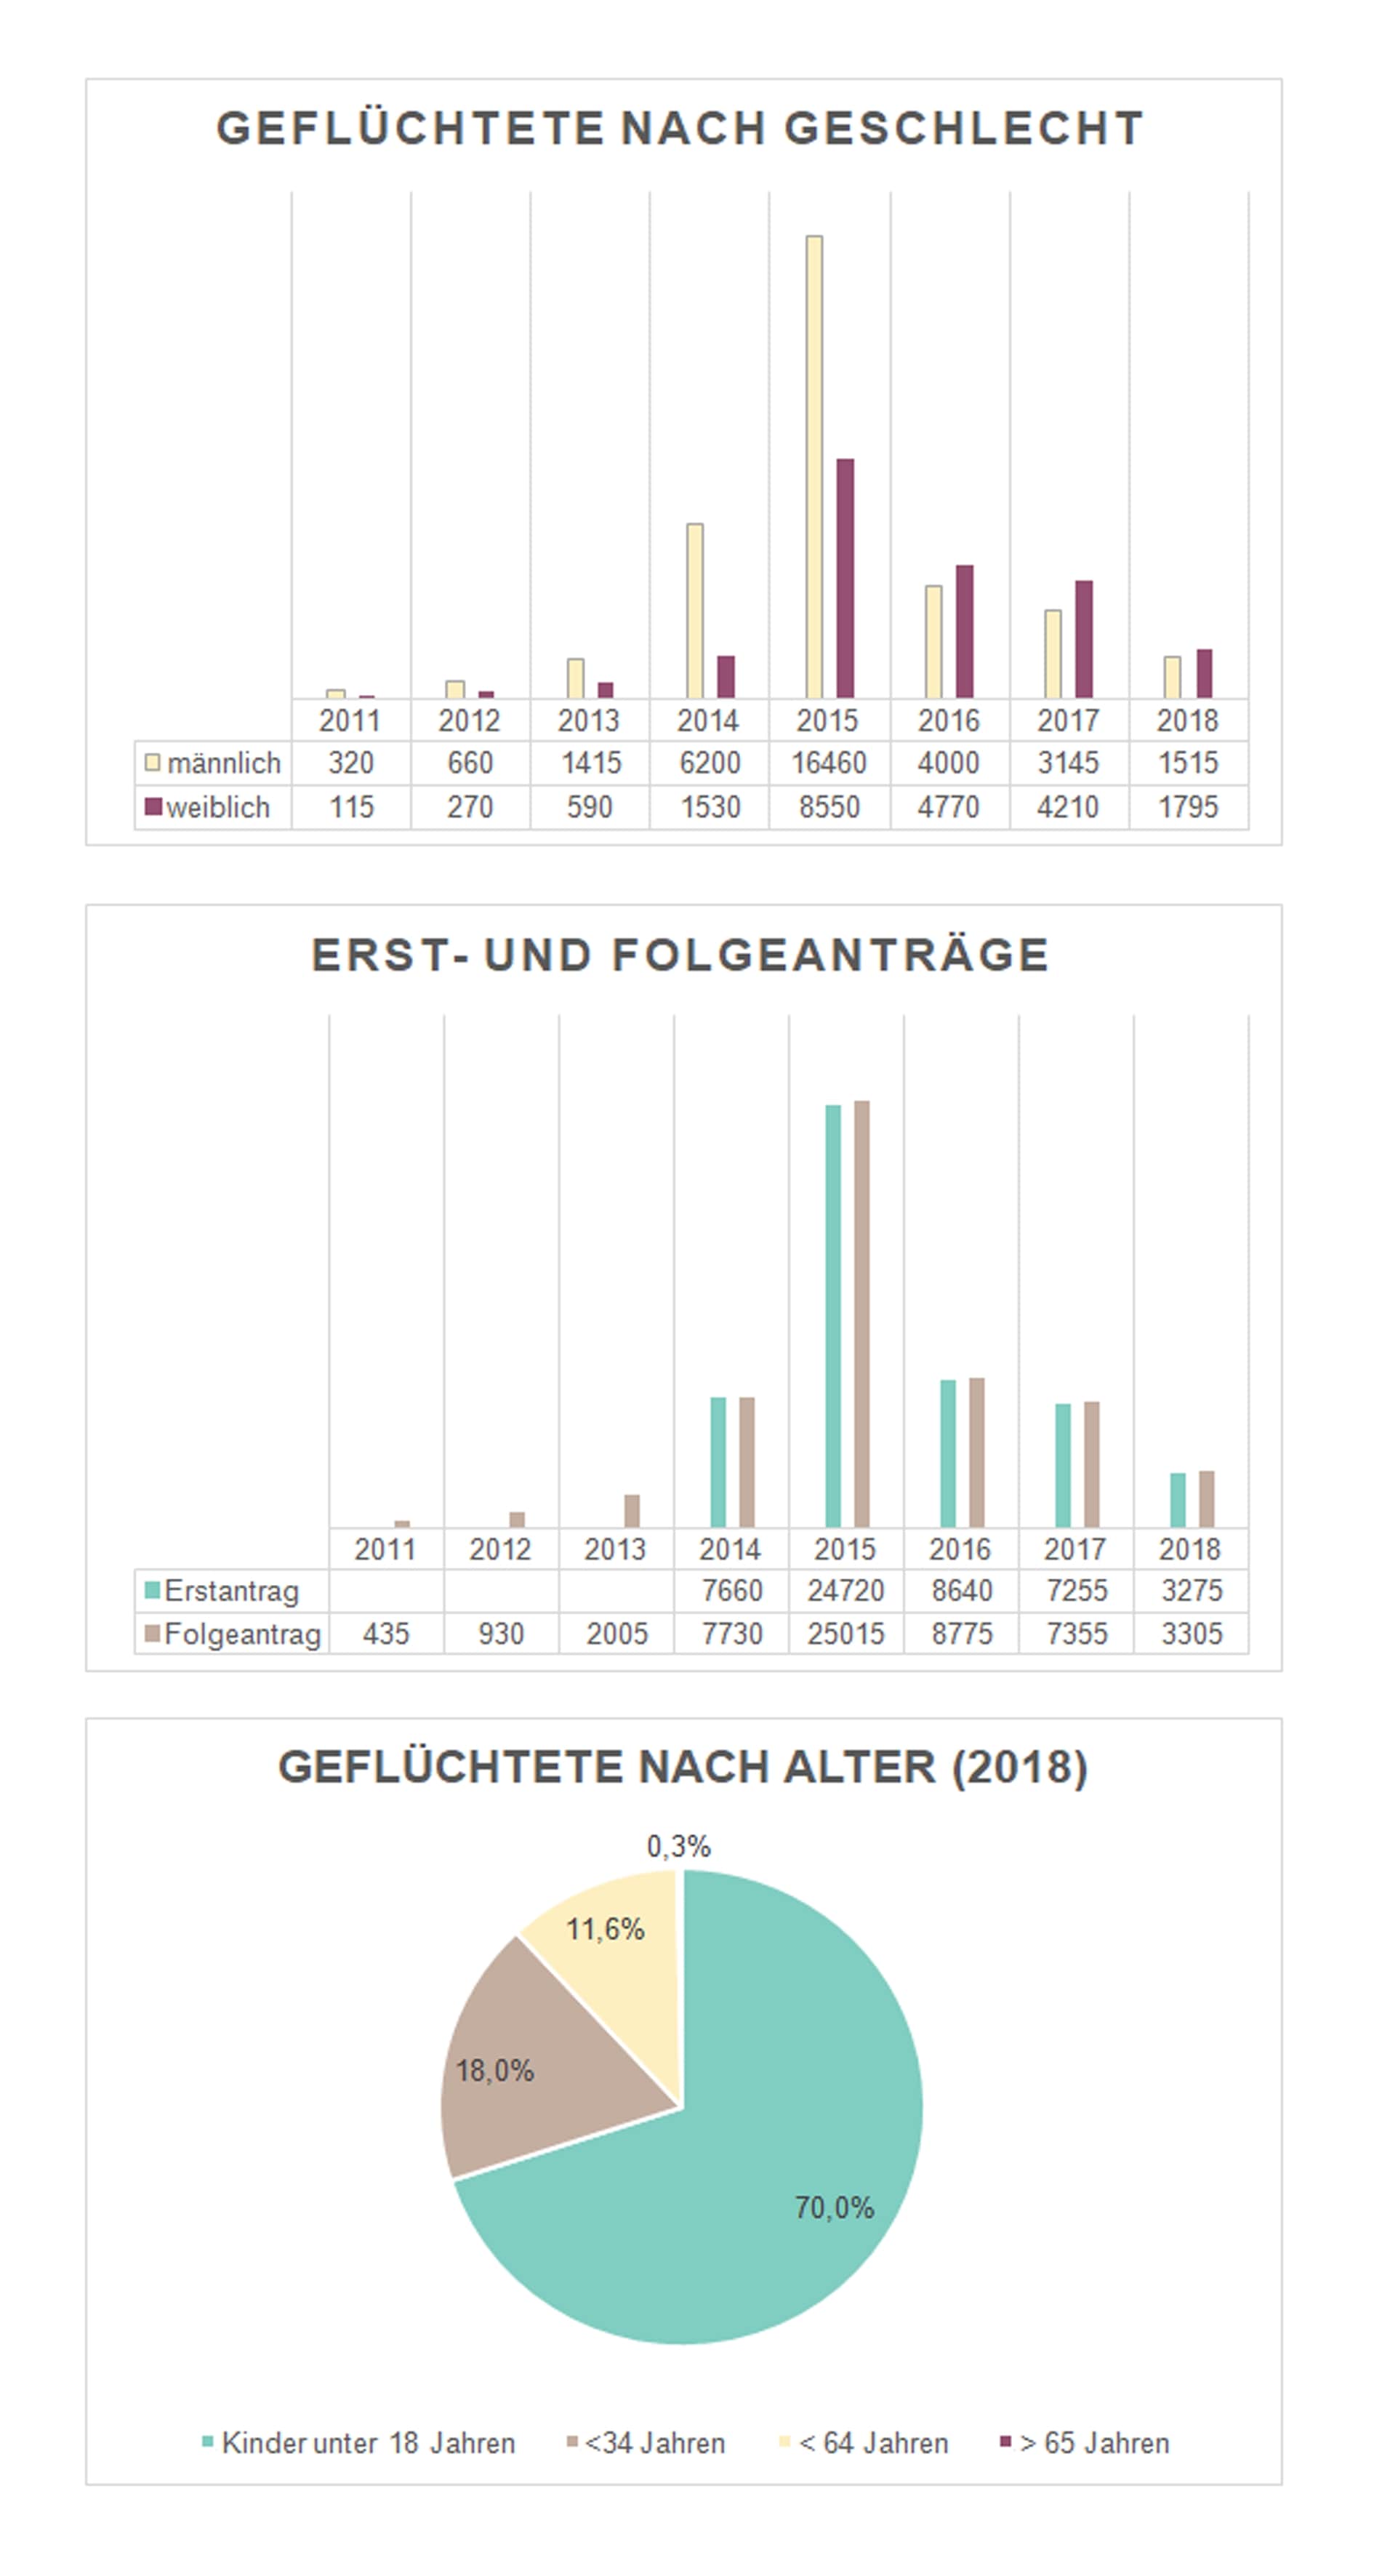 GEFLÜCHTETE NACH GESCHLECHT
2011 2012 2013 2014 2015 2016 2017 2018
männlich 320 660 1415 6200 16460 4000 3145 1515
weiblich 115 270 590 1530 8550 4770 4210 1795
ERST- UND FOLGEANTRÄGE
2011 2012 2013 2014 2015 2016 2017 2018
Erstantrag 7660 24720 8640 7255 3275
Folgeantrag 435 930 2005 7730 25015 8775 7355 3305
GEFLÜCHTETE NACH ALTER (2018)
0,3%
11,6%
18,0%
70,0%
Kinder unter 18 Jahren <34 Jahren < 64 Jahren > 65 Jahren